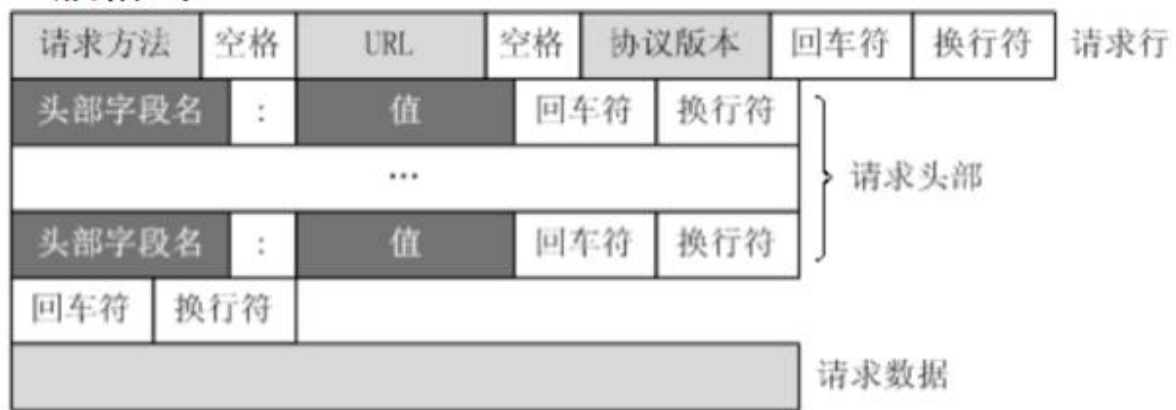 请求方法 空格 URL 空格 协议版本 回车符 换行符 请求行
头部字段名 : 值 回车符 换行符
... 请求头部
头部字段名 : 值 回车符 换行符
回车符 换行符
请求数据